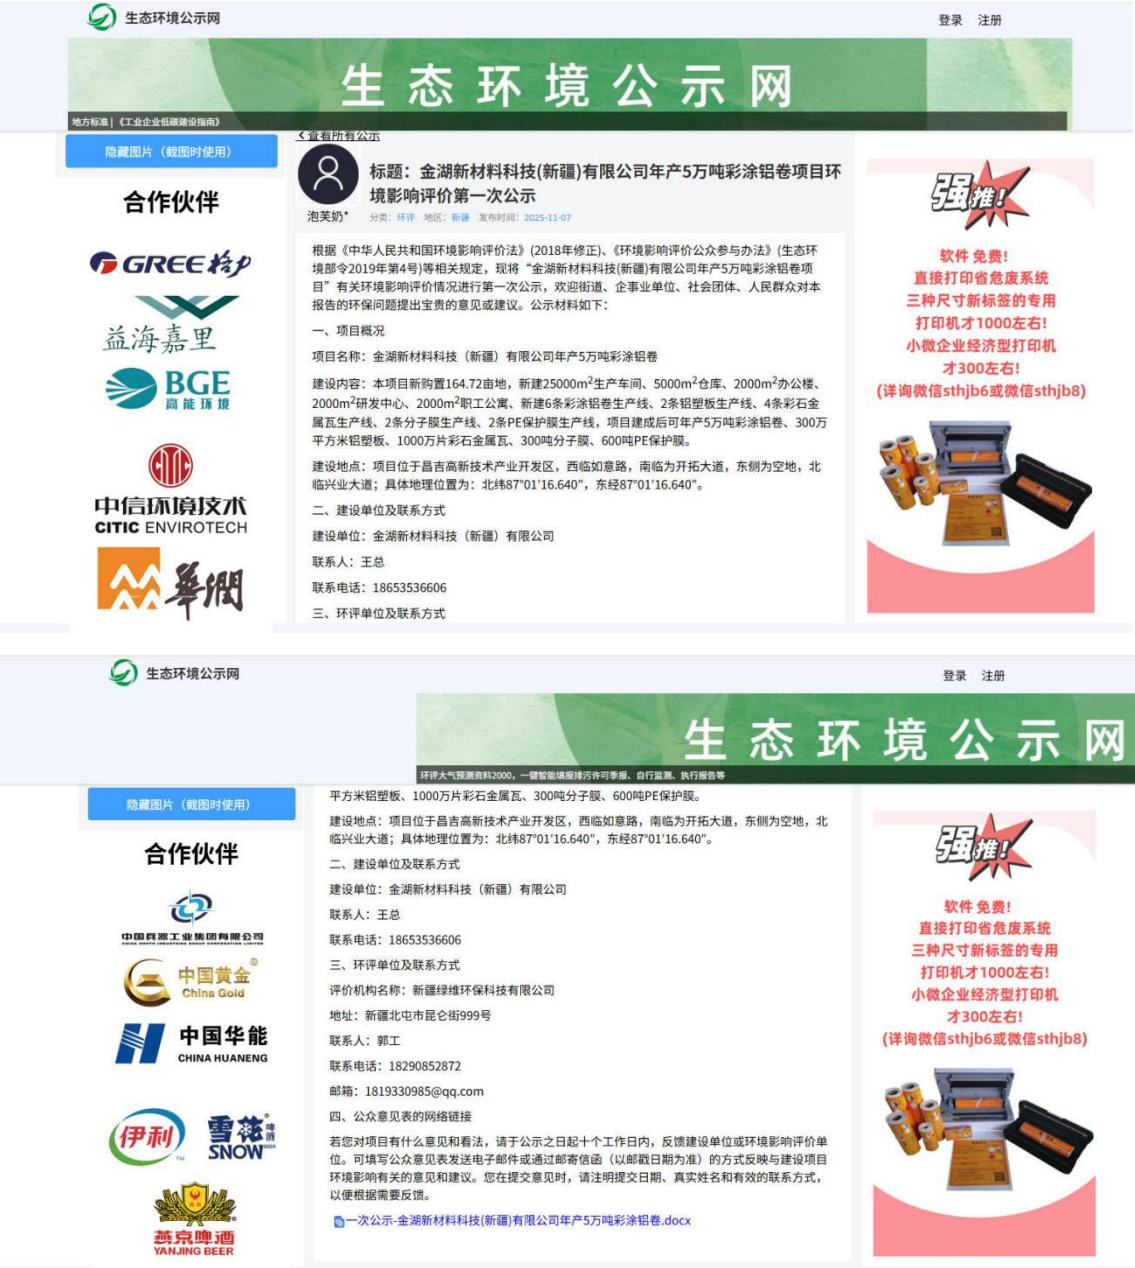 生态环境公示网
登录 注册
生态环境公示网
地方标准 | 《工业企业低碳建设指南》
隐藏图片（截图时使用）
合作伙伴
GREE 格力
益海嘉里
BGE
高能环境
中信环境技术
CITIC ENVIROTECH
華潤
查看所有公示
标题：金湖新材料科技(新疆)有限公司年产5万吨彩涂铝卷项目环
境影响评价第一次公示
泡芙奶* 分类：环评 地区：新疆 发布时间：2025-11-07
根据《中华人民共和国环境影响评价法》(2018年修正)、《环境影响评价公众参与办法》(生态环
境部令2019年第4号)等相关规定，现将“金湖新材料科技(新疆)有限公司年产5万吨彩涂铝卷项
目”有关环境影响评价情况进行第一次公示，欢迎街道、企事业单位、社会团体、人民群众对本
报告的环保问题提出宝贵的意见或建议。公示材料如下：
一、项目概况
项目名称：金湖新材料科技（新疆）有限公司年产5万吨彩涂铝卷
建设内容：本项目新购置164.72亩地，新建25000m²生产车间、5000m²仓库、2000m²办公楼、
2000m²研发中心、2000m²职工公寓、新建6条彩涂铝卷生产线、2条铝塑板生产线、4条彩石金
属瓦生产线、2条分子膜生产线、2条PE保护膜生产线，项目建成后可年产5万吨彩涂铝卷、300万
平方米铝塑板、1000万片彩石金属瓦、300吨分子膜、600吨PE保护膜。
建设地点：项目位于昌吉高新技术产业开发区，西临如意路，南临为开拓大道，东侧为空地，北
临兴业大道；具体地理位置为：北纬87°01'16.640"，东经87°01'16.640"。
二、建设单位及联系方式
建设单位：金湖新材料科技（新疆）有限公司
联系人：王总
联系电话：18653536606
三、环评单位及联系方式
强推！
软件 免费!
直接打印省危废系统
三种尺寸新标签的专用
打印机才1000左右!
小微企业经济型打印机
才300左右!
(详询微信sthjb6或微信sthjb8)
生态环境公示网
登录 注册
生态环境公示网
环评大气预测资料2000，一键智能填报排污许可季报、自行监测、执行报告等
隐藏图片（截图时使用）
合作伙伴
中国兵器工业集团有限公司
CHINA NORTH INDUSTRIES GROUP CORPORATION LIMITED
中国黄金®
China Gold
中国华能
CHINA HUANENG
伊利
雪花啤酒
SNOW BEER
燕京啤酒
YANJING BEER
平方米铝塑板、1000万片彩石金属瓦、300吨分子膜、600吨PE保护膜。
建设地点：项目位于昌吉高新技术产业开发区，西临如意路，南临为开拓大道，东侧为空地，北
临兴业大道；具体地理位置为：北纬87°01'16.640"，东经87°01'16.640"。
二、建设单位及联系方式
建设单位：金湖新材料科技（新疆）有限公司
联系人：王总
联系电话：18653536606
三、环评单位及联系方式
评价机构名称：新疆绿维环保科技有限公司
地址：新疆北屯市昆仑街999号
联系人：郭工
联系电话：18290852872
邮箱：1819330985@qq.com
四、公众意见表的网络链接
若您对项目有什么意见和看法，请于公示之日起十个工作日内，反馈建设单位或环境影响评价单
位。可填写公众意见表发送电子邮件或通过邮寄信函（以邮戳日期为准）的方式反映与建设项目
环境影响有关的意见和建议。您在提交意见时，请注明提交日期、真实姓名和有效的联系方式，
以便根据需要反馈。
一次公示-金湖新材料科技(新疆)有限公司年产5万吨彩涂铝卷.docx
强推！
软件 免费!
直接打印省危废系统
三种尺寸新标签的专用
打印机才1000左右!
小微企业经济型打印机
才300左右!
(详询微信sthjb6或微信sthjb8)